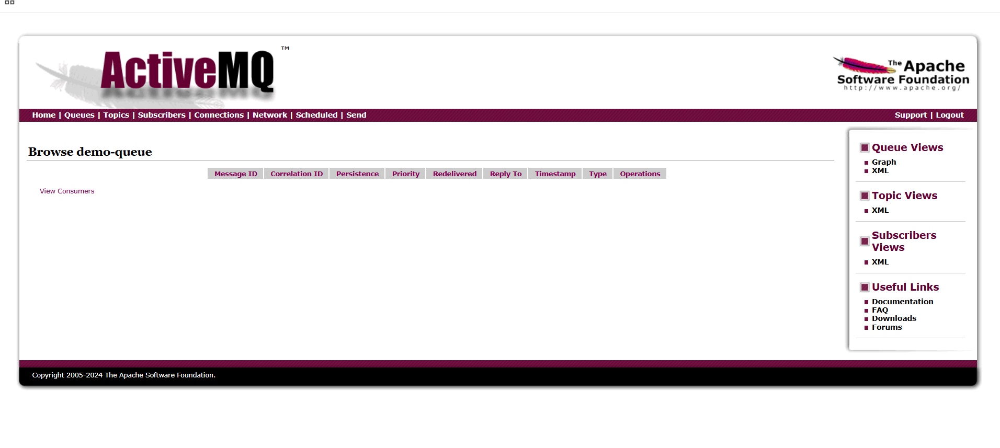 ActiveMQ ™
The Apache
Software Foundation
http://www.apache.org/
Home | Queues | Topics | Subscribers | Connections | Network | Scheduled | Send
Support | Logout
Browse demo-queue
Message ID Correlation ID Persistence Priority Redelivered Reply To Timestamp Type Operations
View Consumers
Queue Views
Graph
XML
Topic Views
XML
Subscribers
Views
XML
Useful Links
Documentation
FAQ
Downloads
Forums
Copyright 2005-2024 The Apache Software Foundation.